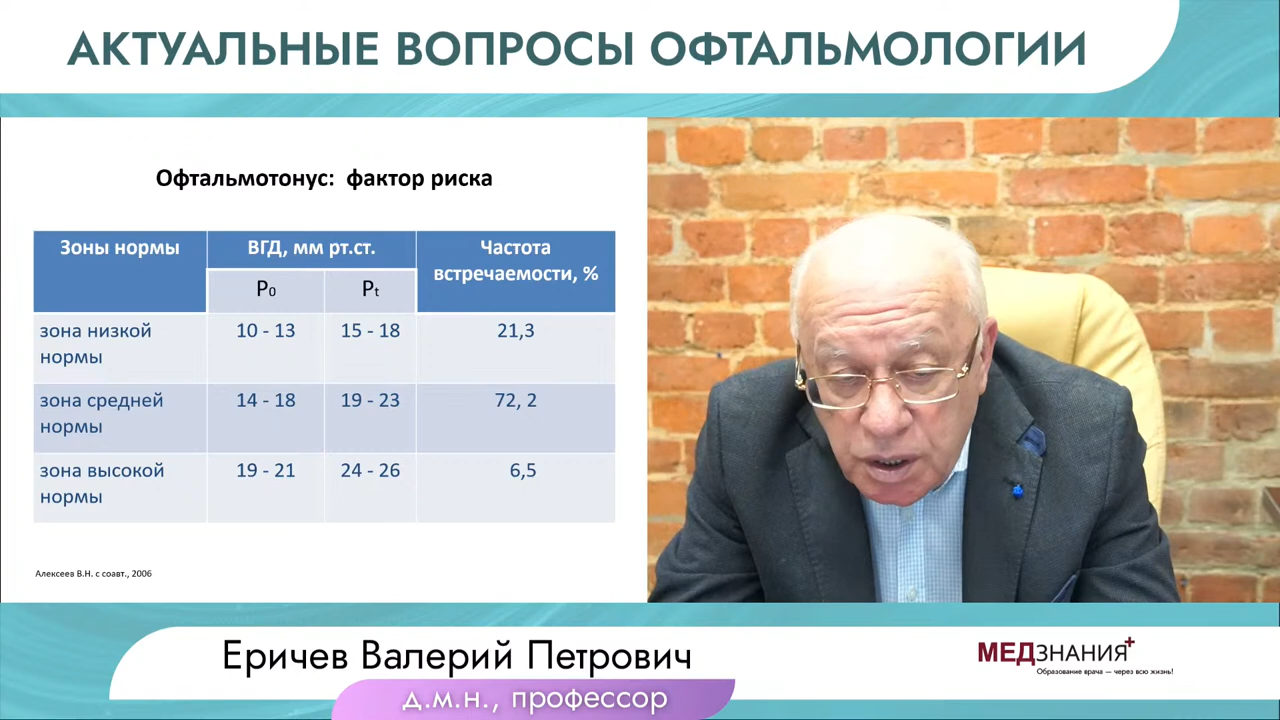 АКТУАЛЬНЫЕ ВОПРОСЫ ОФТАЛЬМОЛОГИИ
Офтальмотонус: фактор риска
Зоны нормы
ВГД, мм рт.ст.
Частота
встречаемости, %
P0
Pt
зона низкой
нормы
10 - 13
15 - 18
21,3
зона средней
нормы
14 - 18
19 - 23
72, 2
зона высокой
нормы
19 - 21
24 - 26
6,5
Алексеев В.Н. с соавт., 2006
Еричев Валерий Петрович
д.м.н., профессор
МЕДЗНАНИЯ+
Образование врача — через всю жизнь!